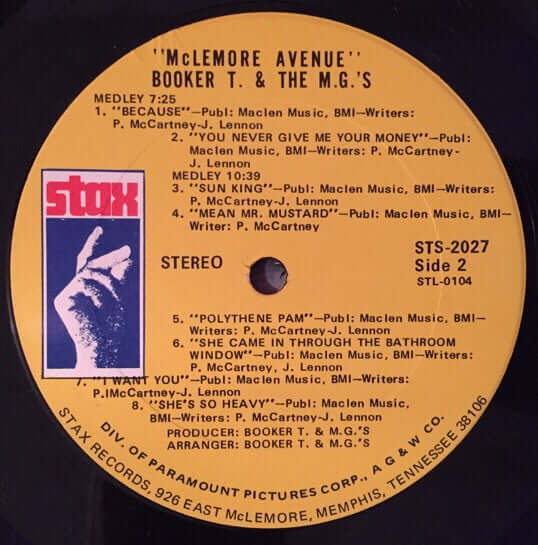 "McLEMORE AVENUE"
BOOKER T. & THE M.G.'S
MEDLEY 7:25
1. "BECAUSE"—Publ: Maclen Music, BMI—Writers:
P. McCartney-J. Lennon
2. "YOU NEVER GIVE ME YOUR MONEY"—Publ:
Maclen Music, BMI—Writers: P. McCartney-
J. Lennon
MEDLEY 10:39
3. "SUN KING"—Publ: Maclen Music, BMI—Writers:
P. McCartney-J. Lennon
4. "MEAN MR. MUSTARD"—Publ: Maclen Music, BMI—
Writer: P. McCartney
stax
STEREO
STS-2027
Side 2
STL-0104
5. "POLYTHENE PAM"—Publ: Maclen Music, BMI—
Writers: P. McCartney-J. Lennon
6. "SHE CAME IN THROUGH THE BATHROOM
WINDOW"—Publ: Maclen Music, BMI—Writers:
P. McCartney, J. Lennon
7. "I WANT YOU"—Publ: Maclen Music, BMI—Writers:
P.IMcCartney-J. Lennon
8. "SHE'S SO HEAVY"—Publ: Maclen Music,
BMI—Writers: P. McCartney-J. Lennon
PRODUCER: BOOKER T. & M.G.'S
ARRANGER: BOOKER T. & M.G.'S
DIV. OF PARAMOUNT PICTURES CORP., A G & W CO.
STAX RECORDS, 926 EAST McLEMORE, MEMPHIS, TENNESSEE 38106